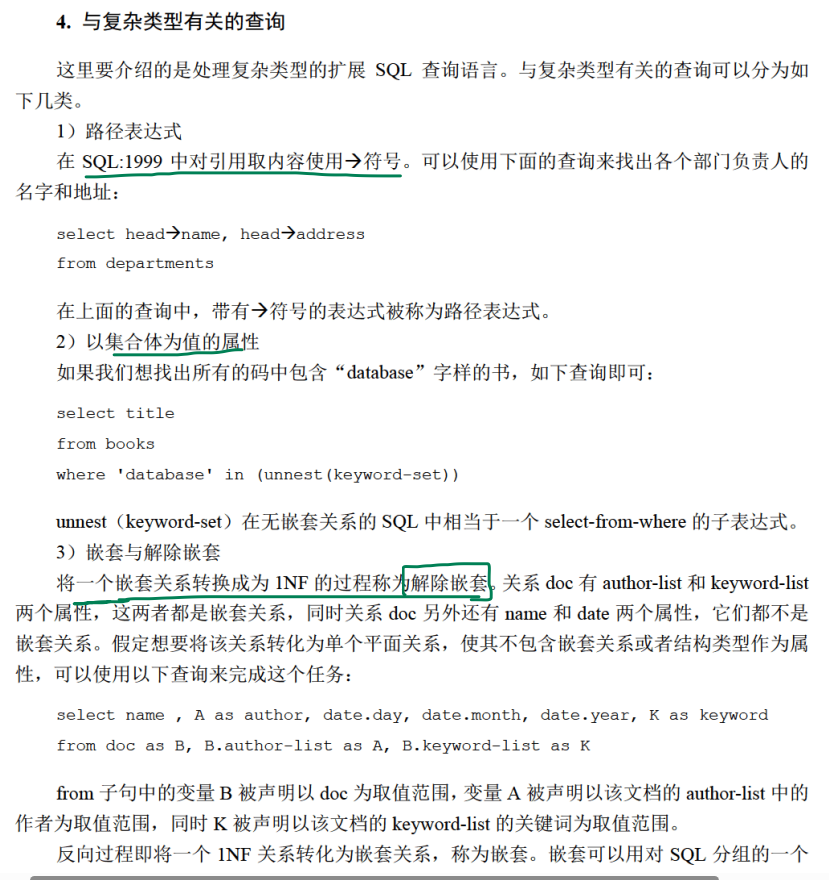 4. 与复杂类型有关的查询
这里要介绍的是处理复杂类型的扩展 SQL 查询语言。与复杂类型有关的查询可以分为如
下几类。
1）路径表达式
在 SQL:1999 中对引用取内容使用→符号。可以使用下面的查询来找出各个部门负责人的
名字和地址：
select head→name, head→address
from departments
在上面的查询中，带有→符号的表达式被称为路径表达式。
2）以集合体为值的属性
如果我们想找出所有的码中包含“database”字样的书，如下查询即可：
select title
from books
where 'database' in (unnest(keyword-set))
unnest（keyword-set）在无嵌套关系的 SQL 中相当于一个 select-from-where 的子表达式。
3）嵌套与解除嵌套
将一个嵌套关系转换成为 1NF 的过程称为解除嵌套。关系 doc 有 author-list 和 keyword-list
两个属性，这两者都是嵌套关系，同时关系 doc 另外还有 name 和 date 两个属性，它们都不是
嵌套关系。假定想要将该关系转化为单个平面关系，使其不包含嵌套关系或者结构类型作为属
性，可以使用以下查询来完成这个任务：
select name , A as author, date.day, date.month, date.year, K as keyword
from doc as B, B.author-list as A, B.keyword-list as K
from 子句中的变量 B 被声明以 doc 为取值范围，变量 A 被声明以该文档的 author-list 中的
作者为取值范围，同时 K 被声明以该文档的 keyword-list 的关键词为取值范围。
反向过程即将一个 1NF 关系转化为嵌套关系，称为嵌套。嵌套可以用对 SQL 分组的一个